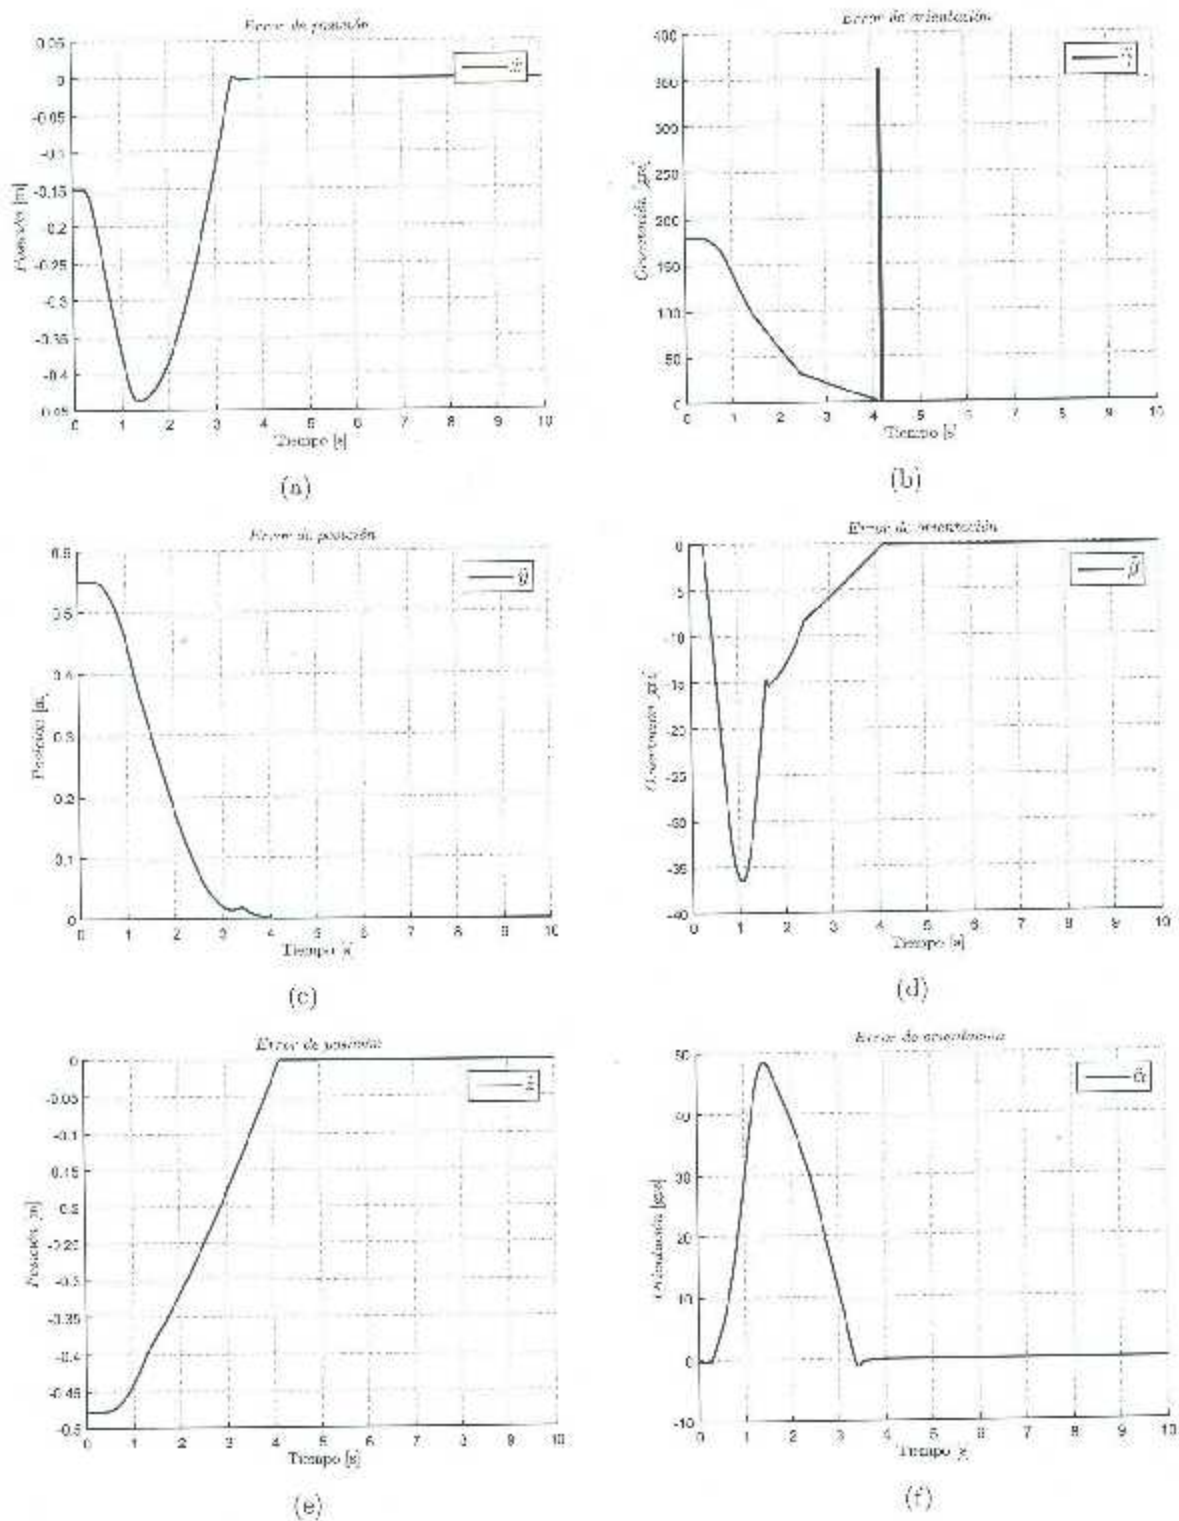 Error de posición
0.05
0
-0.05
-0.1
-0.15
-0.2
-0.25
-0.3
-0.35
-0.4
Posición [m]
x̃
0 1 2 3 4 5 6 7 8 9 10
Tiempo [s]
(a)
Error de orientación
400
350
300
250
200
150
100
50
0
γ̃
0 1 2 3 4 5 6 7 8 9 10
Tiempo [s]
(b)
Error de posición
0.5
0.4
0.3
0.2
0.1
0
Posición [m]
ỹ
0 1 2 3 4 5 6 7 8 9 10
Tiempo [s]
(c)
Error de orientación
0
-10
-15
-20
-25
-30
-35
-40
β̃
0 1 2 3 4 5 6 7 8 9 10
Tiempo [s]
(d)
Error de posición
0
-0.05
-0.1
-0.3
-0.35
-0.4
-0.45
-0.5
Posición [m]
0 1 2 3 4 5 6 7 8 9 10
Tiempo [s]
(e)
Error de orientación
50
40
30
20
10
0
-10
Orientación [gra]
α̃
0 1 2 3 4 5 6 7 8 9 10
Tiempo [s]
(f)